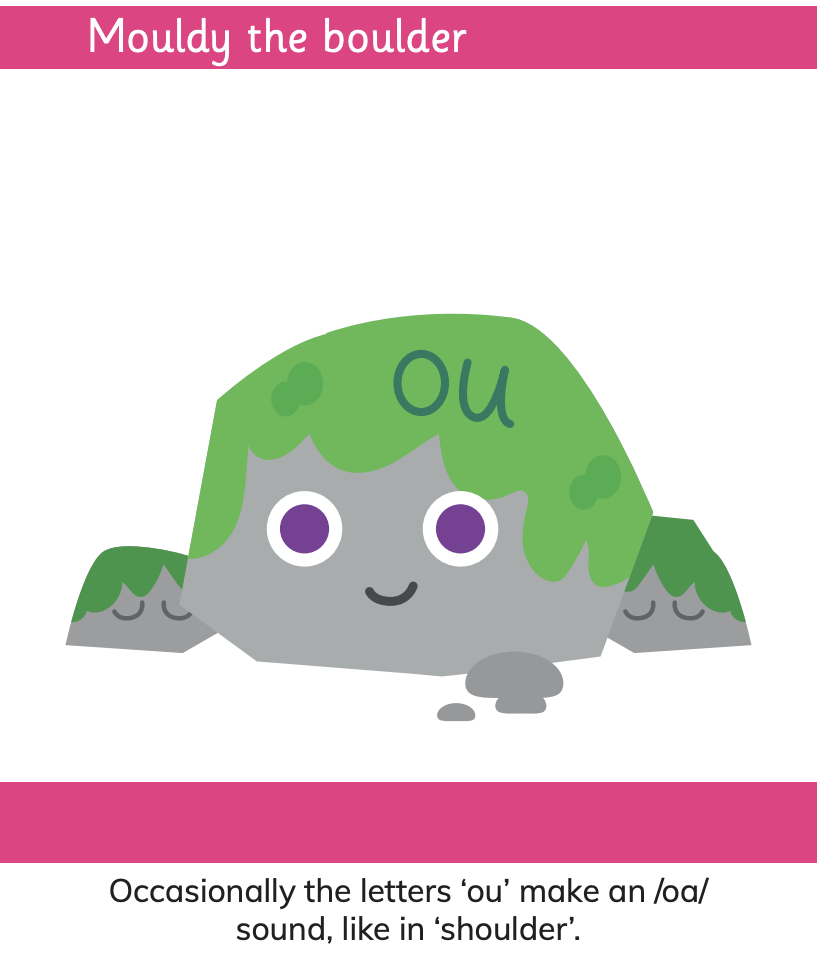 Mouldy the boulder
ou
Occasionally the letters ‘ou’ make an /oa/
sound, like in ‘shoulder’.